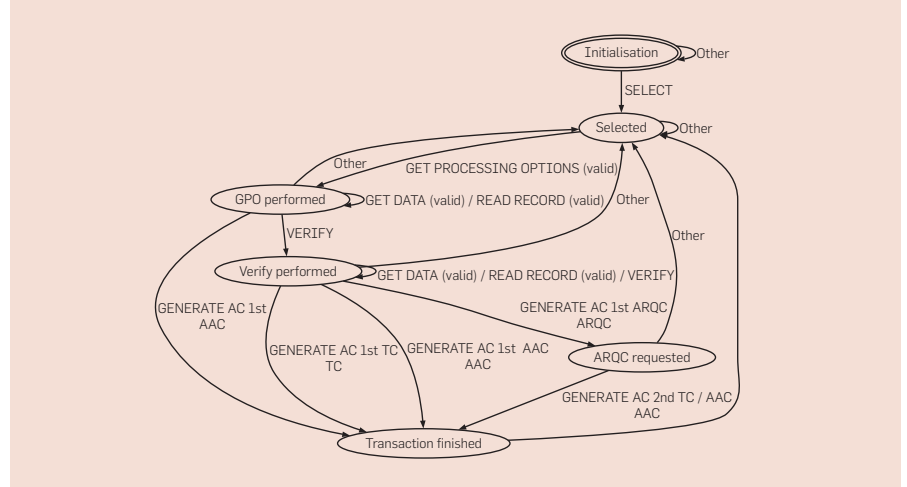 Initialisation
Other
SELECT
Selected
Other
Other
GET PROCESSING OPTIONS (valid)
GPO performed
GET DATA (valid) / READ RECORD (valid)
Other
VERIFY
Other
Verify performed
GET DATA (valid) / READ RECORD (valid) / VERIFY
GENERATE AC 1st
AAC
GENERATE AC 1st ARQC
ARQC
GENERATE AC 1st TC
TC
GENERATE AC 1st AAC
AAC
ARQC requested
GENERATE AC 2nd TC / AAC
AAC
Transaction finished